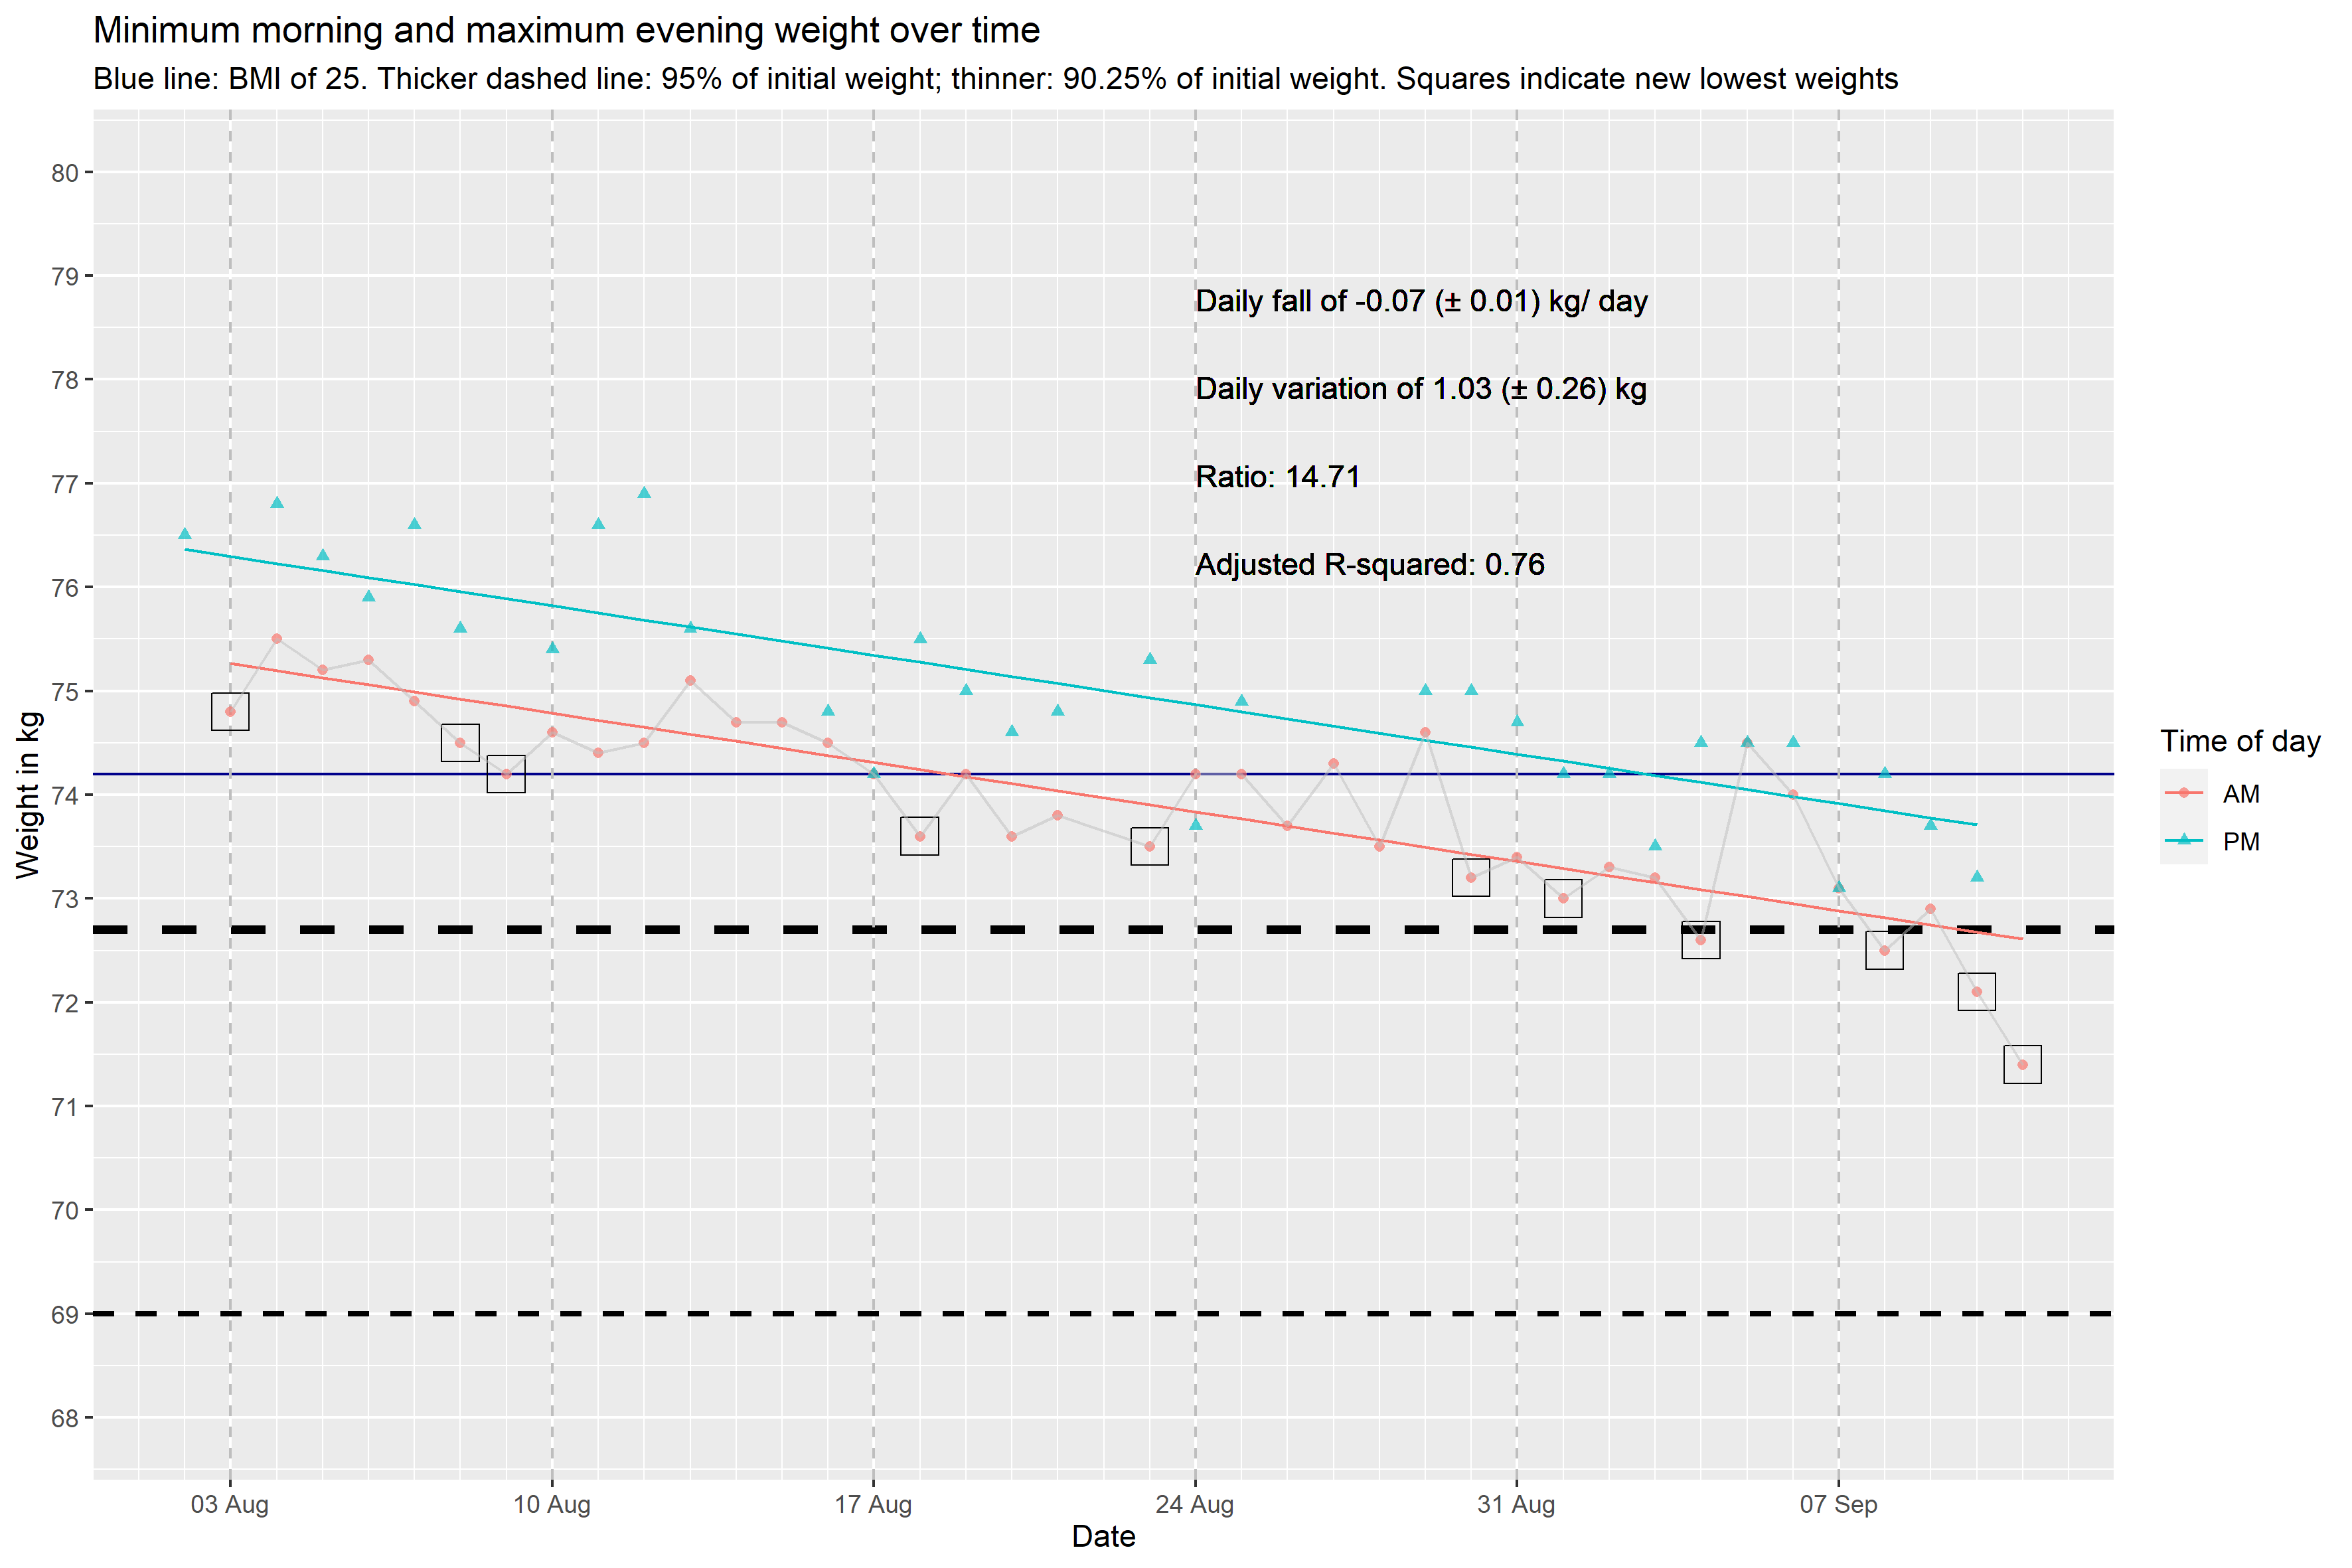 Minimum morning and maximum evening weight over time
Blue line: BMI of 25. Thicker dashed line: 95% of initial weight; thinner: 90.25% of initial weight. Squares indicate new lowest weights
80
79
Daily fall of -0.07 (± 0.01) kg/ day
78
Daily variation of 1.03 (± 0.26) kg
77
Ratio: 14.71
76
Adjusted R-squared: 0.76
75
74
73
72
71
70
69
68
Weight in kg
Time of day
AM
PM
03 Aug
10 Aug
17 Aug
24 Aug
31 Aug
07 Sep
Date